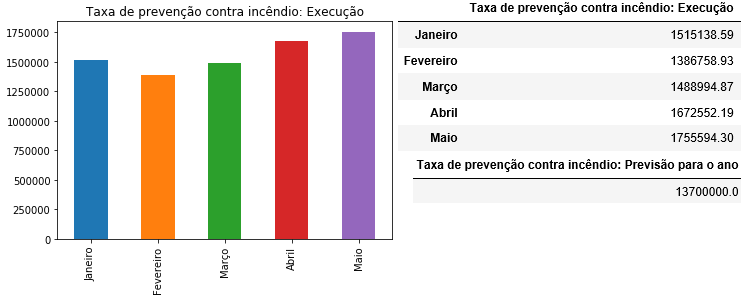 Taxa de prevenção contra incêndio: Execução
1750000
1500000
1250000
1000000
750000
500000
250000
0
Janeiro
Fevereiro
Março
Abril
Maio
Taxa de prevenção contra incêndio: Execução
Janeiro 1515138.59
Fevereiro 1386758.93
Março 1488994.87
Abril 1672552.19
Maio 1755594.30
Taxa de prevenção contra incêndio: Previsão para o ano
13700000.0